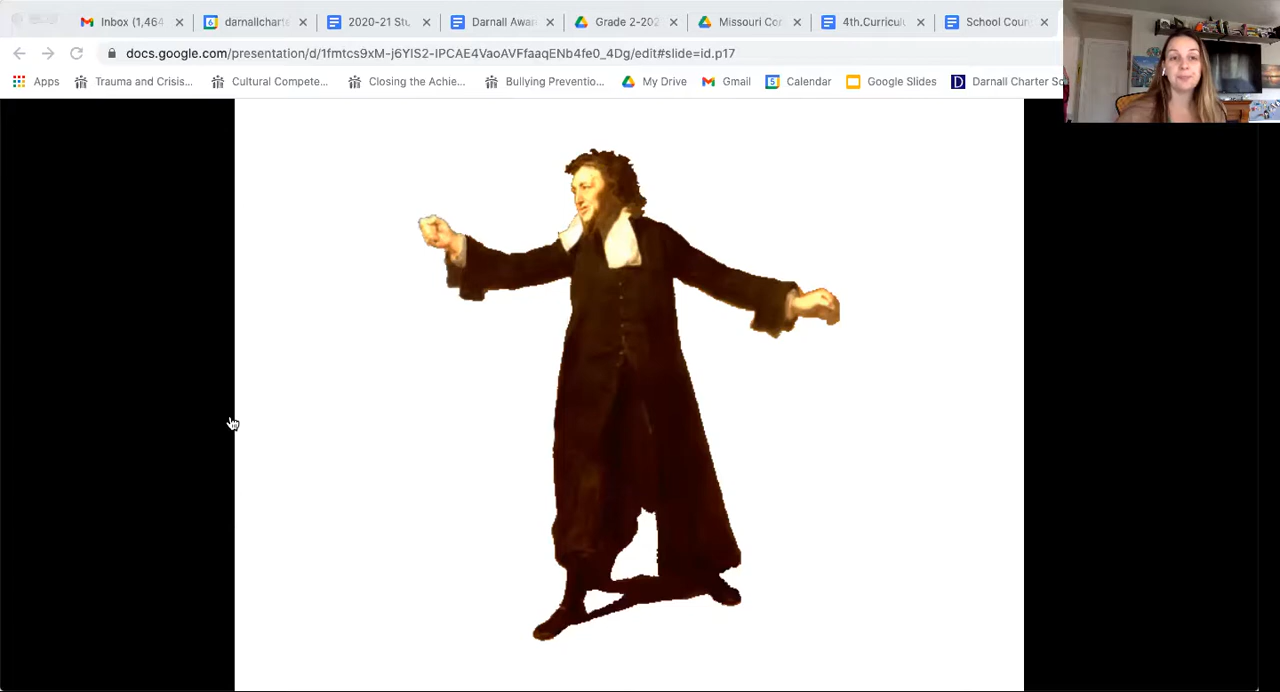 Inbox (1,464 darnallcharte 2020-21 Stu Darnall Awar Grade 2-202 Missouri Cor 4th.Curricul School Couns
docs.google.com/presentation/d/1fmtcs9xM-j6YIS2-IPCAE4VavAVFfaaqENb4fe0_4Dg/edit#slide=id.p17
Apps Trauma and Crisis... Cultural Compete... Closing the Achie... Bullying Preventio... My Drive Gmail Calendar Google Slides Darnall Charter Sc